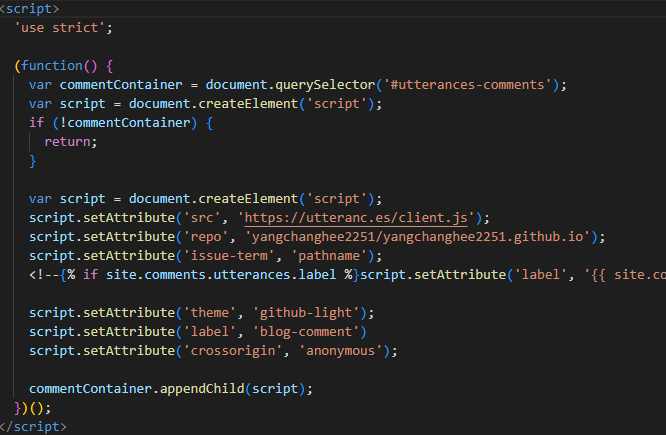 <script>
'use strict';
(function() {
var commentContainer = document.querySelector('#utterances-comments');
var script = document.createElement('script');
if (!commentContainer) {
return;
}
var script = document.createElement('script');
script.setAttribute('src', 'https://utteranc.es/client.js');
script.setAttribute('repo', 'yangchanghee2251/yangchanghee2251.github.io');
script.setAttribute('issue-term', 'pathname');
<!--{% if site.comments.utterances.label %}script.setAttribute('label', '{{ site.co
script.setAttribute('theme', 'github-light');
script.setAttribute('label', 'blog-comment')
script.setAttribute('crossorigin', 'anonymous');
commentContainer.appendChild(script);
})();
</script>